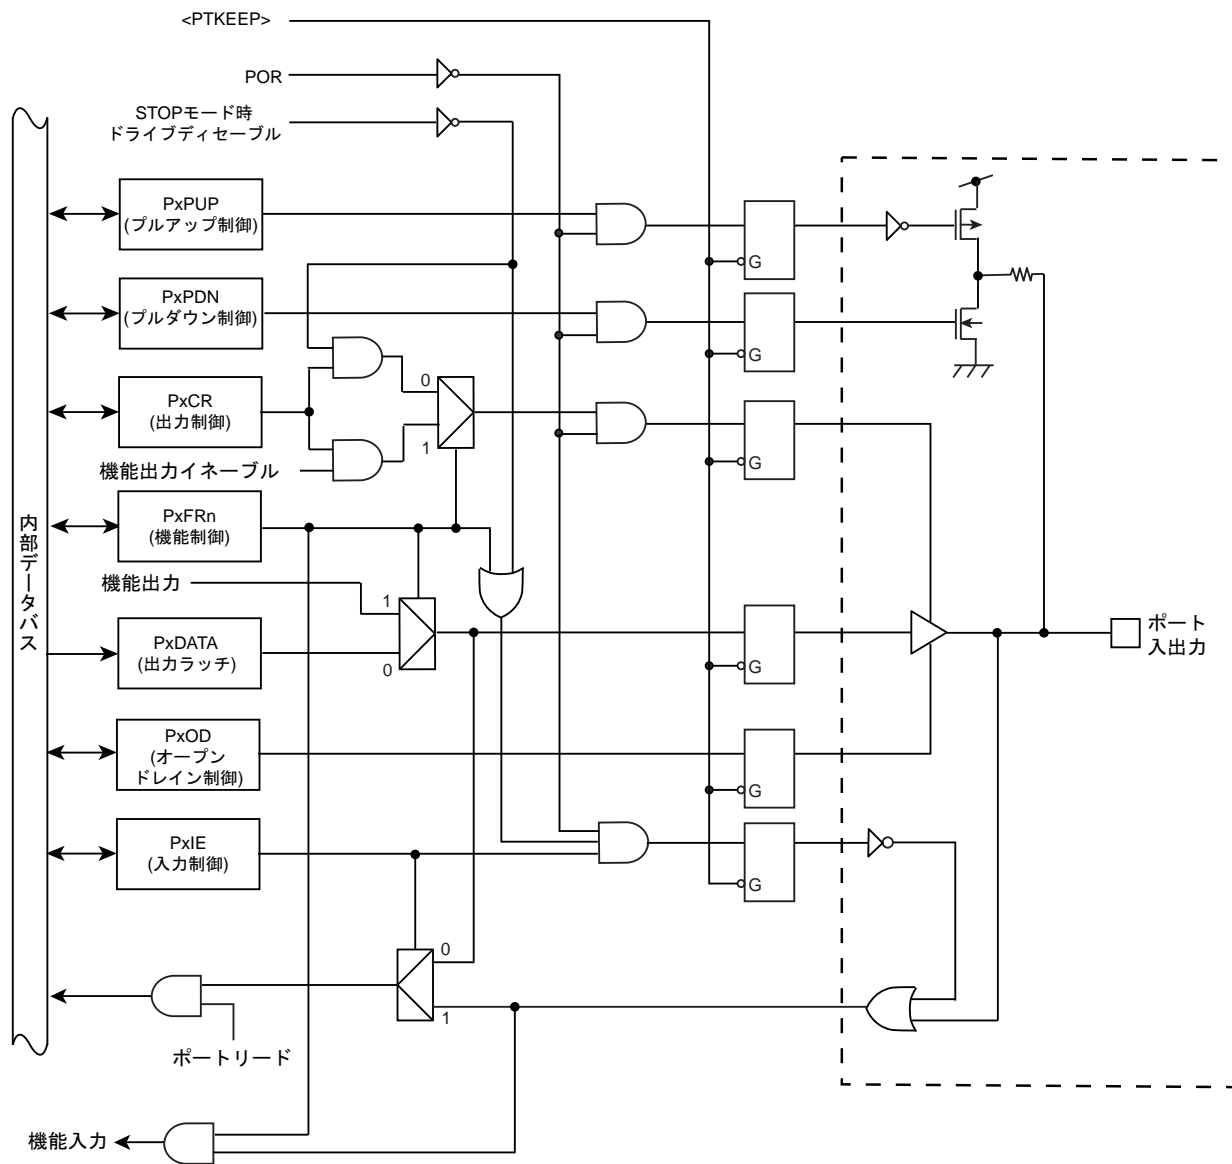 <PTKEEP>
POR
STOPモード時
ドライブディセーブル
PxPUP
(プルアップ制御)
G
PxPDN
(プルダウン制御)
G
PxCR
(出力制御)
0
1
G
機能出力イネーブル
PxFRn
(機能制御)
機能出力
1
0
PxDATA
(出力ラッチ)
G
ポート
入出力
PxOD
(オープン
ドレイン制御)
G
PxIE
(入力制御)
G
0
1
ポートリード
機能入力
内部データバス